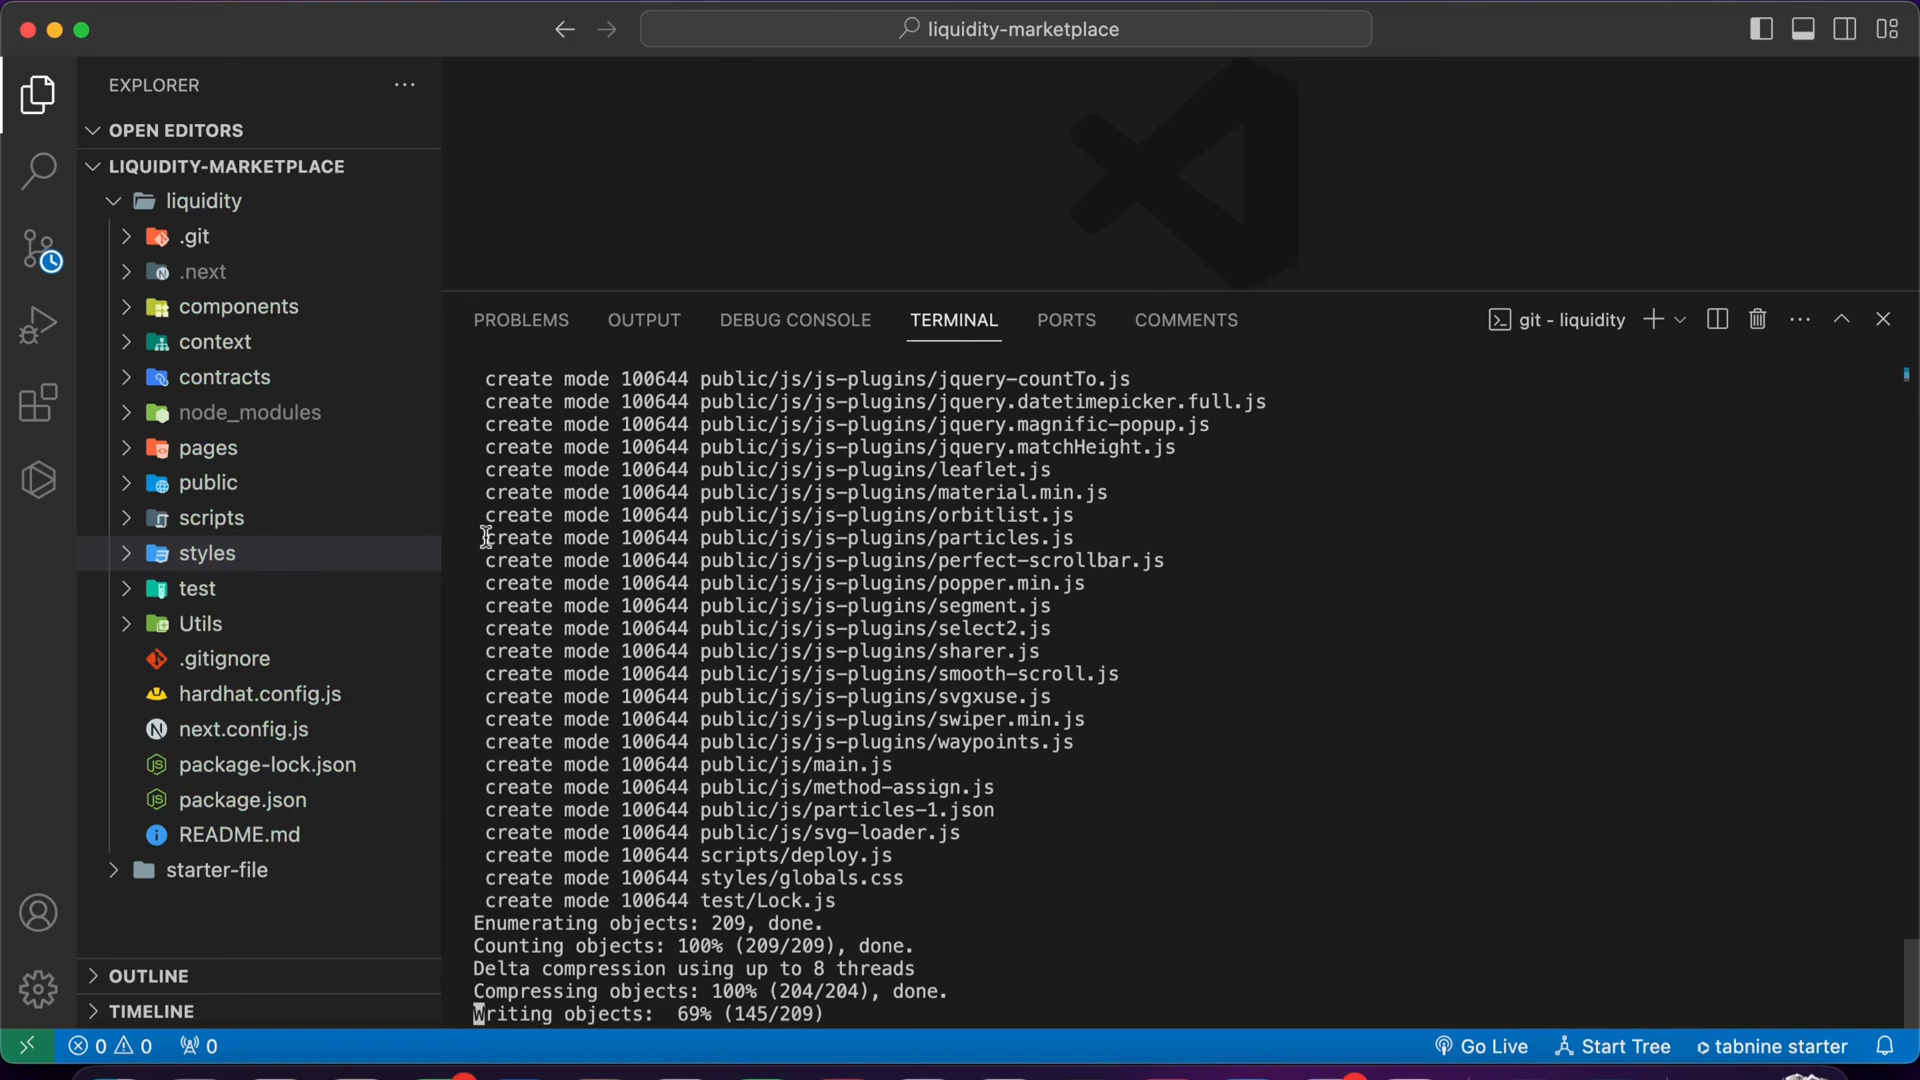 liquidity-marketplace
EXPLORER
OPEN EDITORS
LIQUIDITY-MARKETPLACE
liquidity
.git
.next
components
context
contracts
node_modules
pages
public
scripts
styles
test
Utils
.gitignore
hardhat.config.js
next.config.js
package-lock.json
package.json
README.md
starter-file
OUTLINE
TIMELINE
PROBLEMS OUTPUT DEBUG CONSOLE TERMINAL PORTS COMMENTS git - liquidity
create mode 100644 public/js/js-plugins/jquery-countTo.js
create mode 100644 public/js/js-plugins/jquery.datetimepicker.full.js
create mode 100644 public/js/js-plugins/jquery.magnific-popup.js
create mode 100644 public/js/js-plugins/jquery.matchHeight.js
create mode 100644 public/js/js-plugins/leaflet.js
create mode 100644 public/js/js-plugins/material.min.js
create mode 100644 public/js/js-plugins/orbitlist.js
create mode 100644 public/js/js-plugins/particles.js
create mode 100644 public/js/js-plugins/perfect-scrollbar.js
create mode 100644 public/js/js-plugins/popper.min.js
create mode 100644 public/js/js-plugins/segment.js
create mode 100644 public/js/js-plugins/select2.js
create mode 100644 public/js/js-plugins/sharer.js
create mode 100644 public/js/js-plugins/smooth-scroll.js
create mode 100644 public/js/js-plugins/svgxuse.js
create mode 100644 public/js/js-plugins/swiper.min.js
create mode 100644 public/js/js-plugins/waypoints.js
create mode 100644 public/js/main.js
create mode 100644 public/js/method-assign.js
create mode 100644 public/js/particles-1.json
create mode 100644 public/js/svg-loader.js
create mode 100644 scripts/deploy.js
create mode 100644 styles/globals.css
create mode 100644 test/Lock.js
Enumerating objects: 209, done.
Counting objects: 100% (209/209), done.
Delta compression using up to 8 threads
Compressing objects: 100% (204/204), done.
Writing objects:  69% (145/209)
0 0 0 Go Live Start Tree tabnine starter